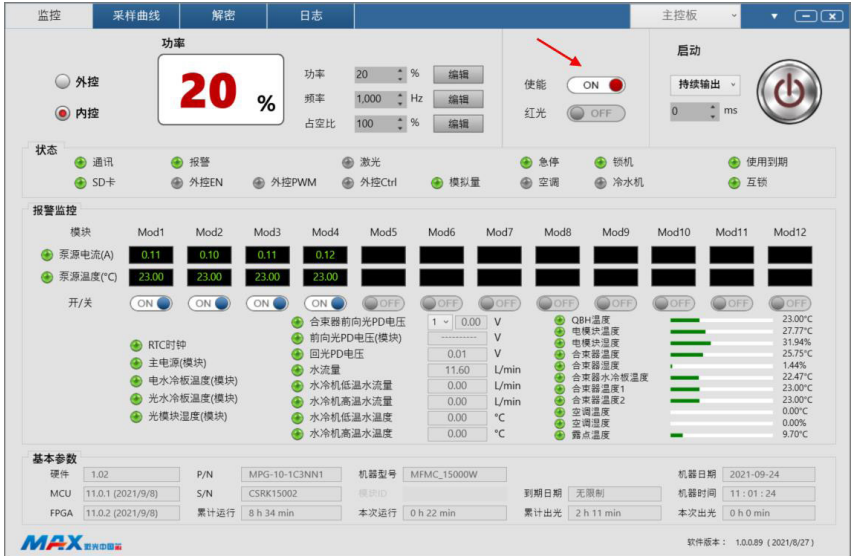 监控 采样曲线 解密 日志 主控板
功率 启动
外控 20 % 功率 20 % 编辑 使能 ON 持续输出
内控 频率 1,000 Hz 编辑 红光 OFF 0 ms
占空比 100 % 编辑
状态
通讯 报警 激光 急停 锁机 使用到期
SD卡 外控EN 外控PWM 外控Ctrl 模拟量 空调 冷水机 互锁
报警监控
模块 Mod1 Mod2 Mod3 Mod4 Mod5 Mod6 Mod7 Mod8 Mod9 Mod10 Mod11 Mod12
泵源电流(A) 0.11 0.10 0.11 0.12
泵源温度(°C) 23.00 23.00 23.00 23.00
开/关 ON ON ON ON OFF OFF OFF OFF OFF OFF OFF OFF
合束器前向光PD电压 1 0.00 V QBH温度 23.00°C
前向光PD电压(模块) ---------- V 电模块温度 27.77°C
RTC时钟 电模块湿度 31.94%
回光PD电压 0.01 V 合束器温度 25.75°C
主电源(模块) 水流量 11.60 L/min 合束器湿度 1.44%
电水冷板温度(模块) 水冷机低温水流量 0.00 L/min 合束器水冷板温度 22.47°C
光水冷板温度(模块) 水冷机高温水流量 0.00 L/min 合束器温度1 23.00°C
合束器温度2 23.00°C
光模块湿度(模块) 水冷机低温水温度 0.00 °C 空调温度 0.00°C
空调湿度 0.00%
水冷机高温水温度 0.00 °C 露点温度 9.70°C
基本参数
硬件 1.02 P/N MPG-10-1C3NN1 机器型号 MFMC_15000W 机器日期 2021-09-24
MCU 11.0.1 (2021/9/8) S/N CSRK15002 模块ID 到期日期 无限制 机器时间 11:01:24
FPGA 11.0.2 (2021/9/8) 累计运行 8 h 34 min 本次运行 0 h 22 min 累计出光 2 h 11 min 本次出光 0 h 0 min
MAX 激光中国芯 软件版本: 1.0.0.89 (2021/8/27)